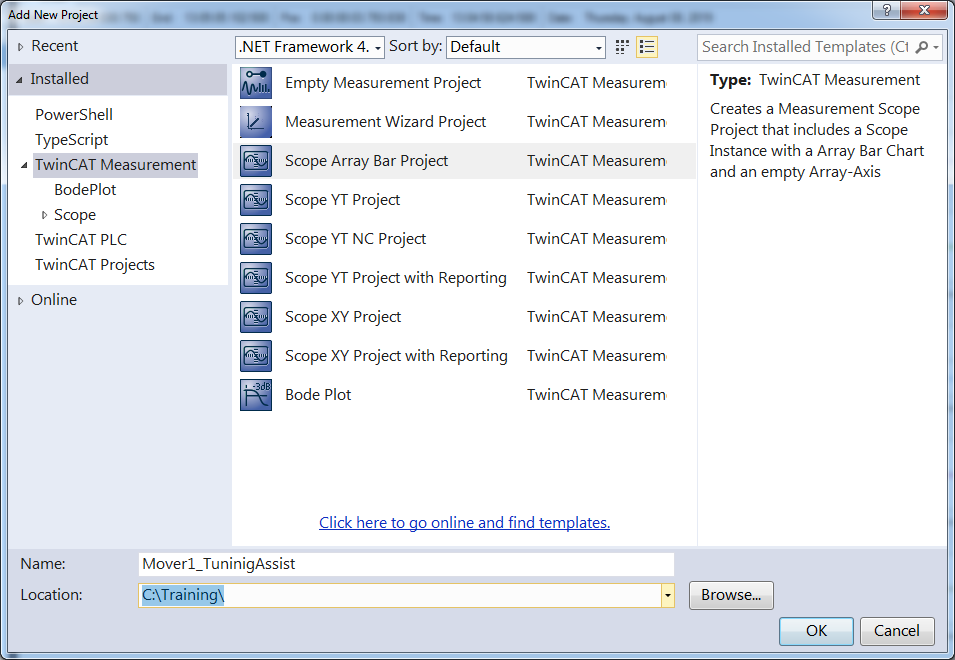 Add New Project
?
Recent
.NET Framework 4.
Sort by:
Default
Search Installed Templates (Ct
Installed
PowerShell
TypeScript
TwinCAT Measurement
BodePlot
Scope
TwinCAT PLC
TwinCAT Projects
Online
Empty Measurement Project TwinCAT Measurem
Measurement Wizard Project TwinCAT Measurem
Scope Array Bar Project TwinCAT Measurem
Scope YT Project TwinCAT Measurem
Scope YT NC Project TwinCAT Measurem
Scope YT Project with Reporting TwinCAT Measurem
Scope XY Project TwinCAT Measurem
Scope XY Project with Reporting TwinCAT Measurem
-3dB
Bode Plot TwinCAT Measurem
Click here to go online and find templates.
Type: TwinCAT Measurement
Creates a Measurement Scope
Project that includes a Scope
Instance with a Array Bar Chart
and an empty Array-Axis
Name: Mover1_TuninigAssist
Location: C:\Training\
Browse...
OK Cancel